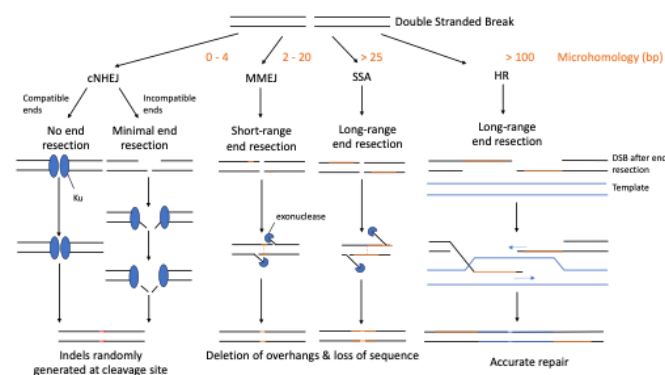 Double Stranded Break
0 - 4
2 - 20
> 25
> 100
Microhomology (bp)
cNHEJ
MMEJ
SSA
HR
Compatible
ends
Incompatible
ends
No end
resection
Minimal end
resection
Short-range
end resection
Long-range
end resection
Long-range
end resection
DSB after end
resection
Template
Ku
exonuclease
Indels randomly
generated at cleavage site
Deletion of overhangs & loss of sequence
Accurate repair